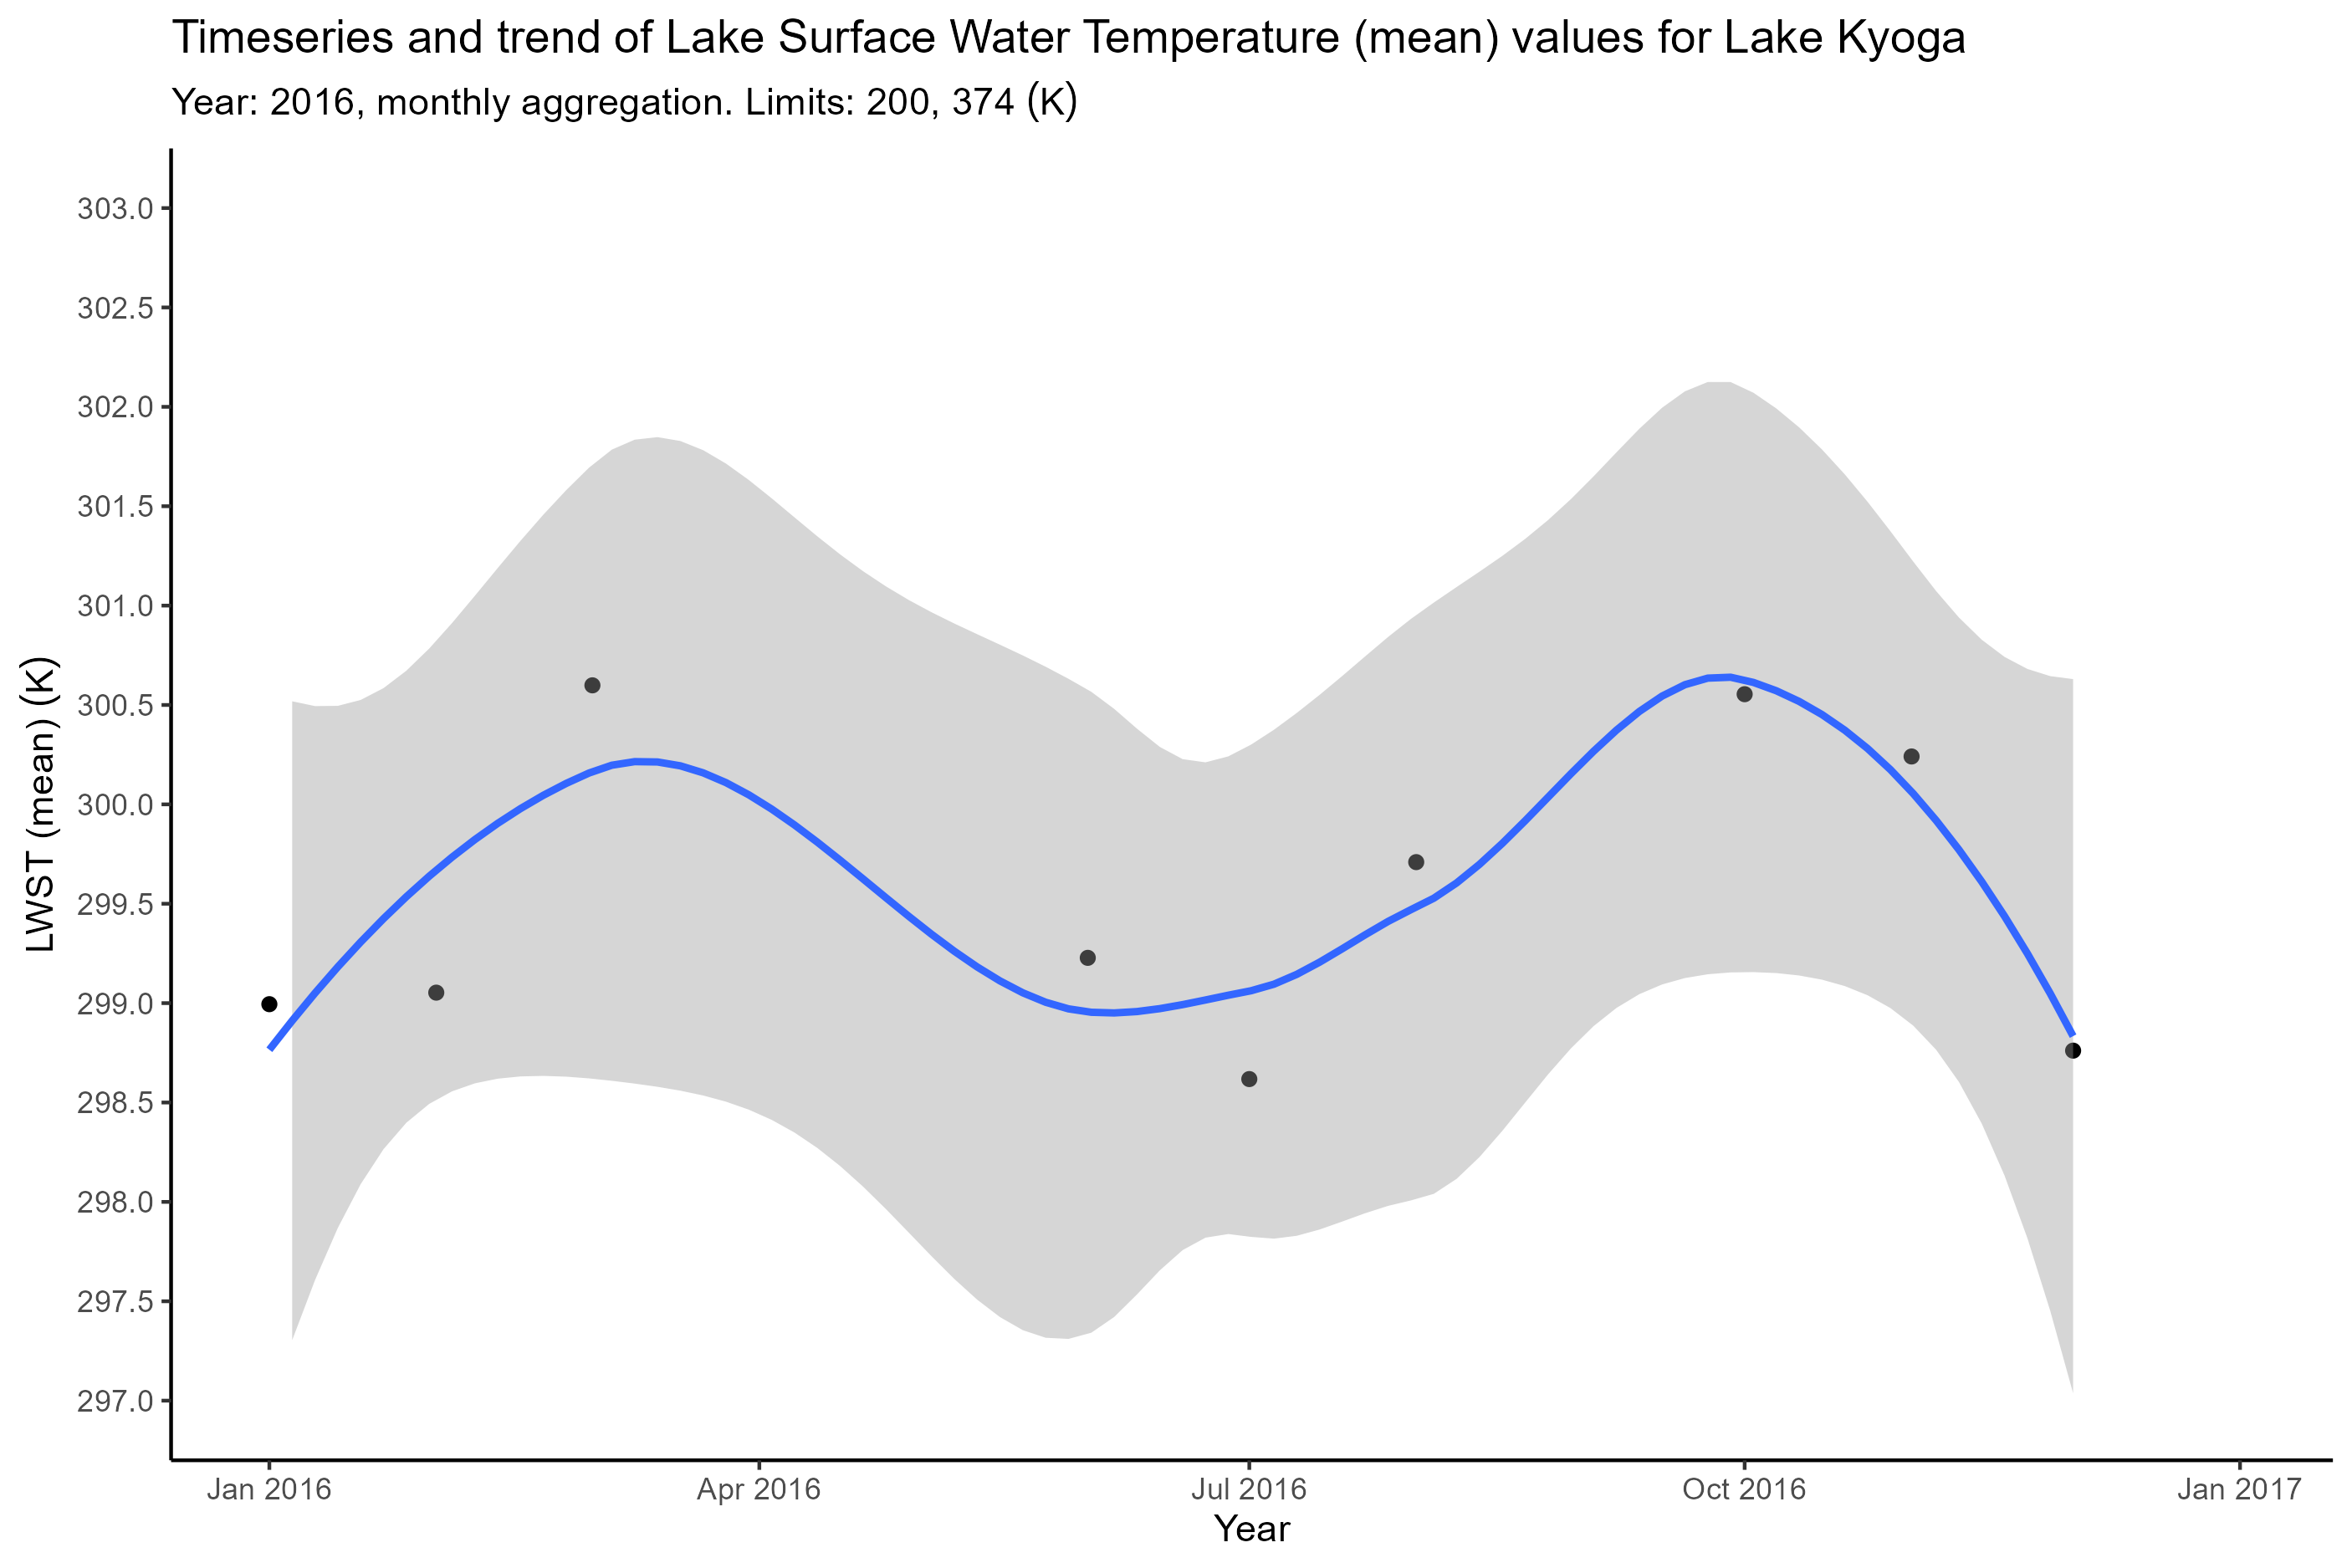 Timeseries and trend of Lake Surface Water Temperature (mean) values for Lake Kyoga
Year: 2016, monthly aggregation. Limits: 200, 374 (K)
303.0
302.5
302.0
301.5
301.0
300.5
300.0
299.5
299.0
298.5
298.0
297.5
297.0
LWST (mean) (K)
Jan 2016 Apr 2016 Jul 2016 Oct 2016 Jan 2017
Year